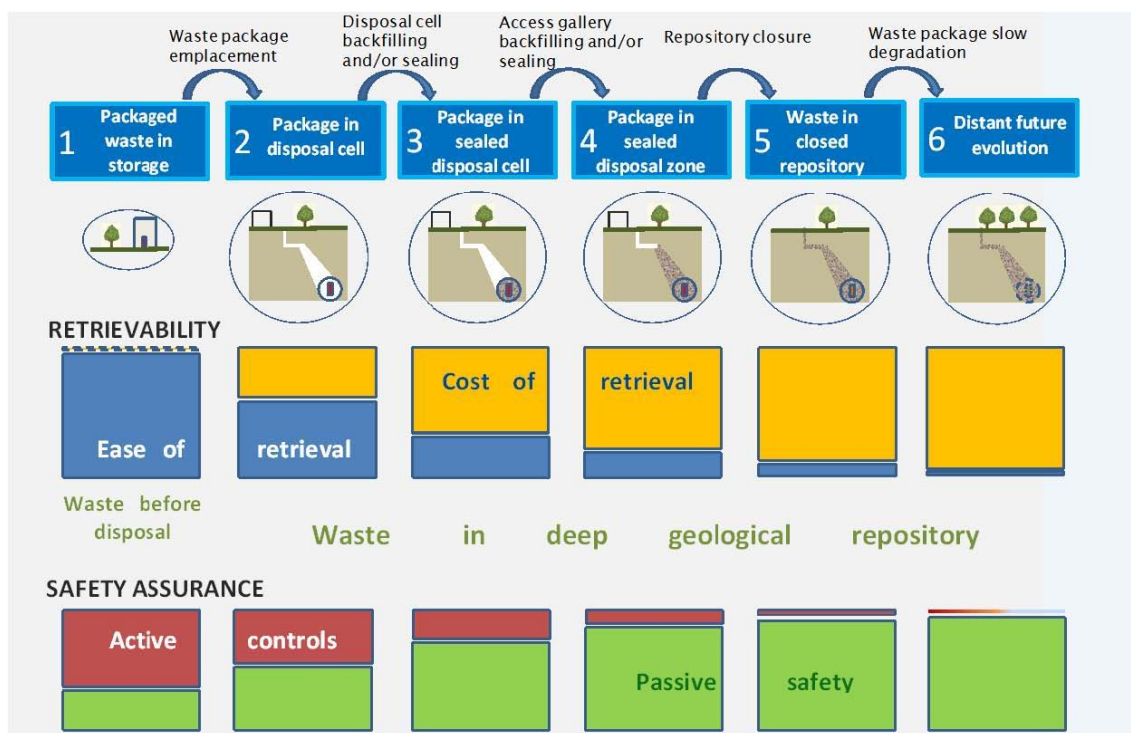 Waste package
emplacement
Disposal cell
backfilling
and/or sealing
Access gallery
backfilling and/or
sealing
Repository closure
Waste package slow
degradation
1 Packaged
waste in
storage
2 Package in
disposal cell
3 Package in
sealed
disposal cell
4 Package in
sealed
disposal zone
5 Waste in
closed
repository
6 Distant future
evolution
RETRIEVABILITY
Cost of retrieval
Ease of retrieval
Waste before
disposal
Waste in deep geological repository
SAFETY ASSURANCE
Active controls
Passive safety